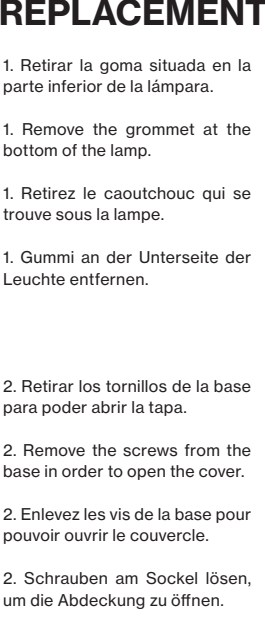 REPLACEMENT
1. Retirar la goma situada en la
parte inferior de la lámpara.
1. Remove the grommet at the
bottom of the lamp.
1. Retirez le caoutchouc qui se
trouve sous la lampe.
1. Gummi an der Unterseite der
Leuchte entfernen.
2. Retirar los tornillos de la base
para poder abrir la tapa.
2. Remove the screws from the
base in order to open the cover.
2. Enlevez les vis de la base pour
pouvoir ouvrir le couvercle.
2. Schrauben am Sockel lösen,
um die Abdeckung zu öffnen.